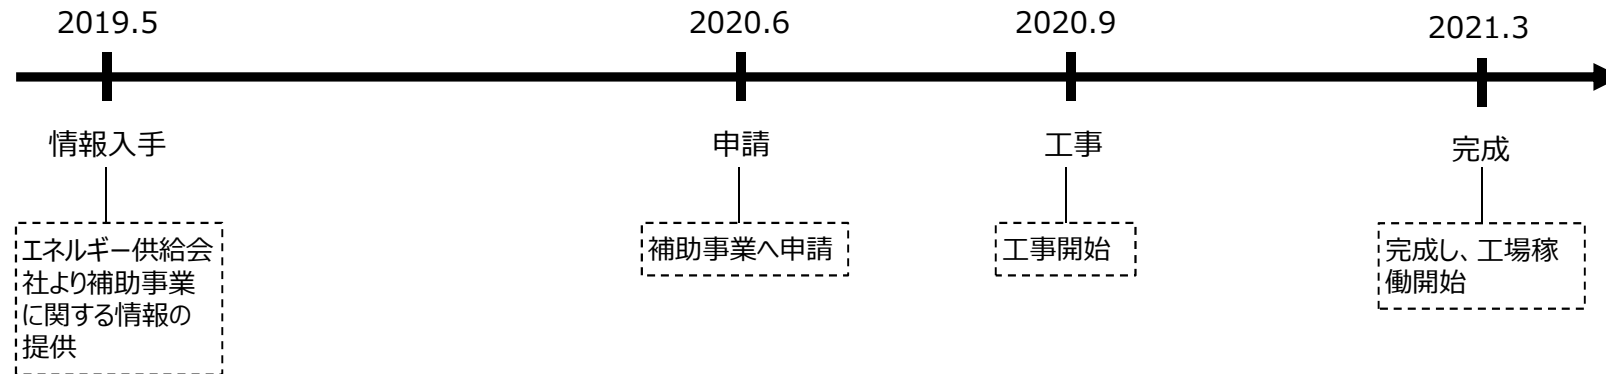 2019.5
2020.6
2020.9
2021.3
情報入手
申請
工事
完成
エネルギー供給会
社より補助事業
に関する情報の
提供
補助事業へ申請
工事開始
完成し、工場稼
働開始